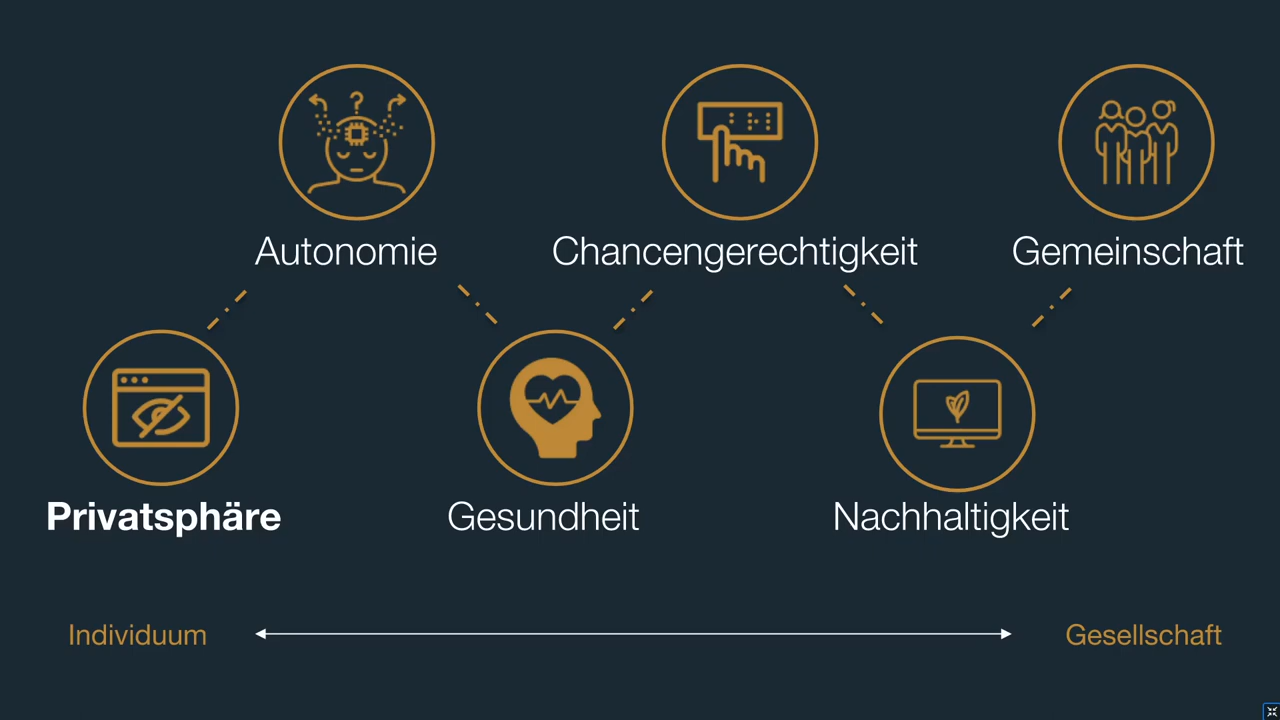 Autonomie
Chancengerechtigkeit
Gemeinschaft
Privatsphäre
Gesundheit
Nachhaltigkeit
Individuum
Gesellschaft